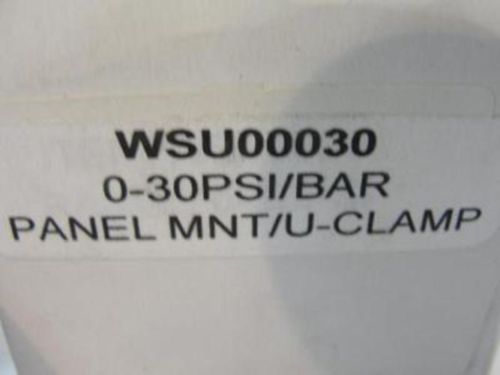 WSU00030
0-30PSI/BAR
PANEL MNT/U-CLAMP